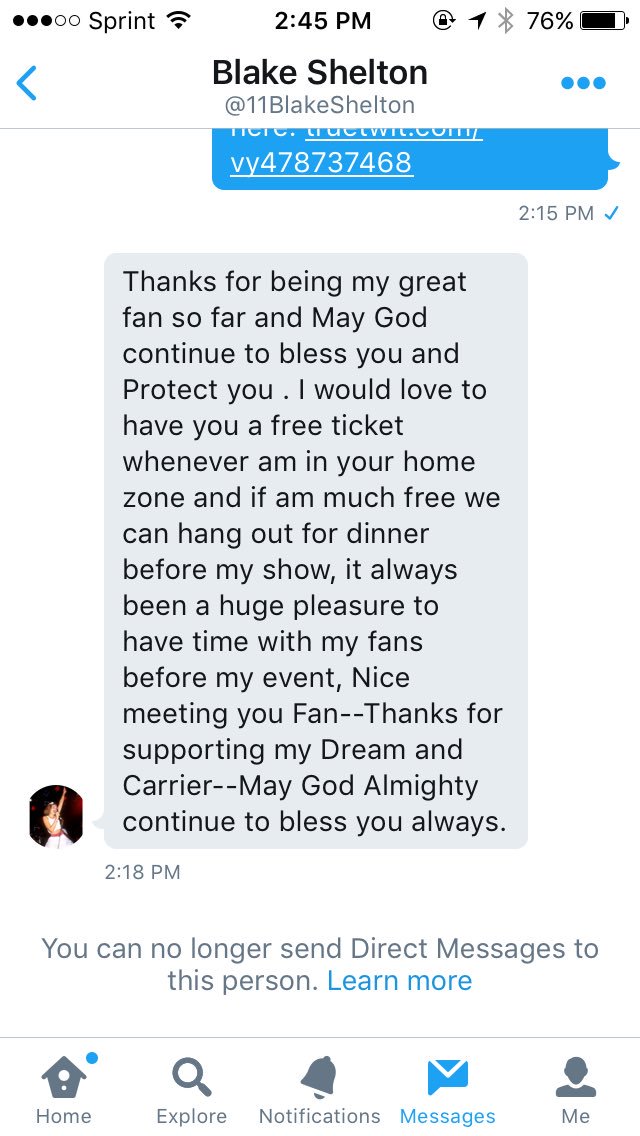 Sprint 2:45 PM 76%
Blake Shelton
@11BlakeShelton
here: truetwit.com/
vy478737468
2:15 PM
Thanks for being my great
fan so far and May God
continue to bless you and
Protect you . I would love to
have you a free ticket
whenever am in your home
zone and if am much free we
can hang out for dinner
before my show, it always
been a huge pleasure to
have time with my fans
before my event, Nice
meeting you Fan--Thanks for
supporting my Dream and
Carrier--May God Almighty
continue to bless you always.
2:18 PM
You can no longer send Direct Messages to
this person. Learn more
Home Explore Notifications Messages Me